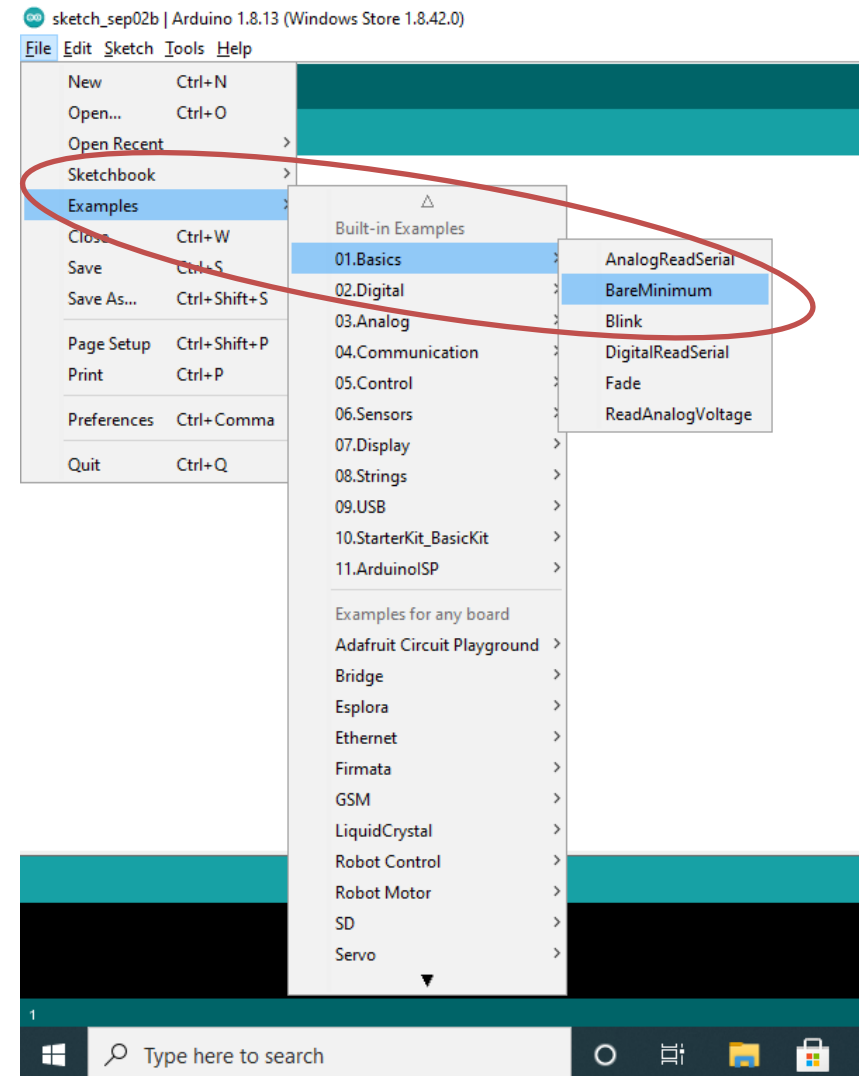 sketch_sep02b | Arduino 1.8.13 (Windows Store 1.8.42.0)
File Edit Sketch Tools Help
New Ctrl+N
Open... Ctrl+O
Open Recent
Sketchbook
Examples
Close Ctrl+W
Save Ctrl+S
Save As... Ctrl+Shift+S
Page Setup Ctrl+Shift+P
Print Ctrl+P
Preferences Ctrl+Comma
Quit Ctrl+Q
Built-in Examples
01.Basics
02.Digital
03.Analog
04.Communication
05.Control
06.Sensors
07.Display
08.Strings
09.USB
10.StarterKit_BasicKit
11.ArduinoISP
Examples for any board
Adafruit Circuit Playground
Bridge
Esplora
Ethernet
Firmata
GSM
LiquidCrystal
Robot Control
Robot Motor
SD
Servo
AnalogReadSerial
BareMinimum
Blink
DigitalReadSerial
Fade
ReadAnalogVoltage
1
Type here to search